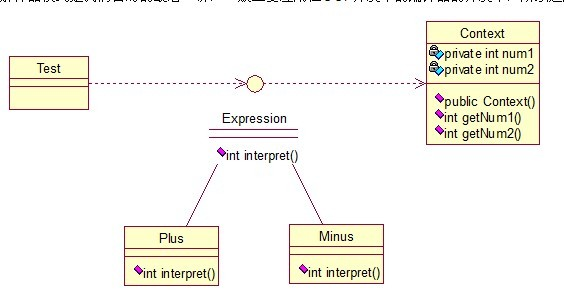 Context
private int num1
private int num2
public Context()
int getNum1()
int getNum2()
Test
Expression
int interpret()
Plus
int interpret()
Minus
int interpret()